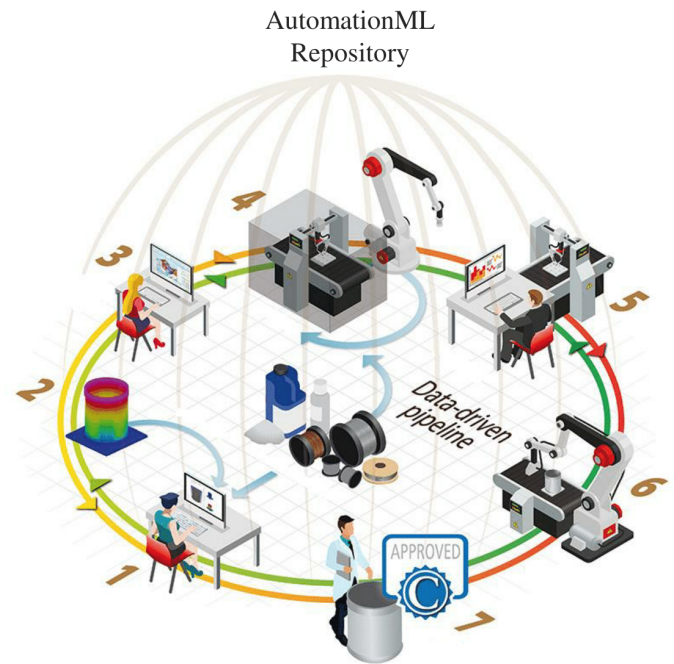 AutomationML
Repository
4
3
5
2
Data-driven
pipeline
6
1
APPROVED
C
7